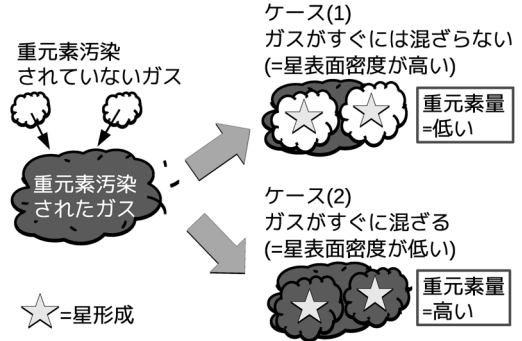 重元素汚染
されていないガス
重元素汚染
されたガス
ケース(1)
ガスがすぐには混ざらない
(=星表面密度が高い)
重元素量
=低い
ケース(2)
ガスがすぐに混ざる
(=星表面密度が低い)
重元素量
=高い
=星形成